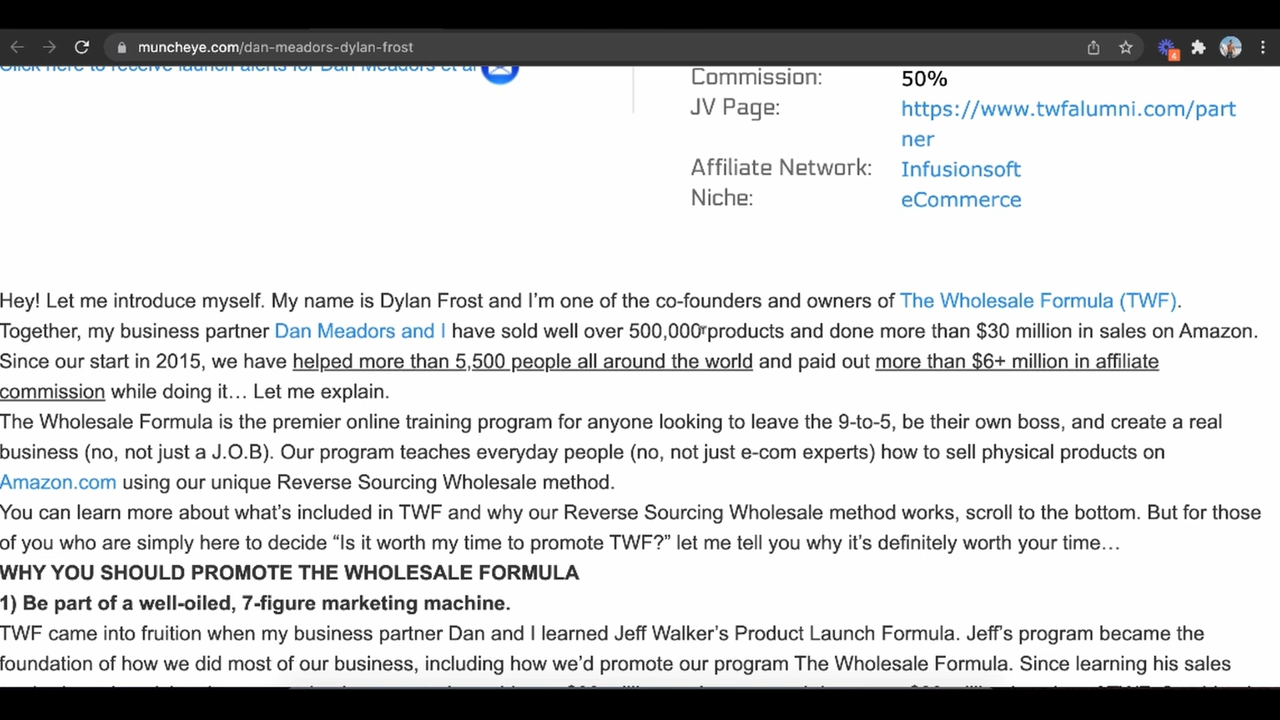 muncheye.com/dan-meadors-dylan-frost
4
Click here to receive launch alerts for Dan Meadors et al
Commission: 50%
JV Page: https://www.twfalumni.com/part
ner
Affiliate Network: Infusionsoft
Niche: eCommerce
Hey! Let me introduce myself. My name is Dylan Frost and I'm one of the co-founders and owners of The Wholesale Formula (TWF).
Together, my business partner Dan Meadors and I have sold well over 500,000 products and done more than $30 million in sales on Amazon.
Since our start in 2015, we have helped more than 5,500 people all around the world and paid out more than $6+ million in affiliate
commission while doing it… Let me explain.
The Wholesale Formula is the premier online training program for anyone looking to leave the 9-to-5, be their own boss, and create a real
business (no, not just a J.O.B). Our program teaches everyday people (no, not just e-com experts) how to sell physical products on
Amazon.com using our unique Reverse Sourcing Wholesale method.
You can learn more about what's included in TWF and why our Reverse Sourcing Wholesale method works, scroll to the bottom. But for those
of you who are simply here to decide “Is it worth my time to promote TWF?” let me tell you why it's definitely worth your time…
WHY YOU SHOULD PROMOTE THE WHOLESALE FORMULA
1) Be part of a well-oiled, 7-figure marketing machine.
TWF came into fruition when my business partner Dan and I learned Jeff Walker's Product Launch Formula. Jeff's program became the
foundation of how we did most of our business, including how we'd promote our program The Wholesale Formula. Since learning his sales